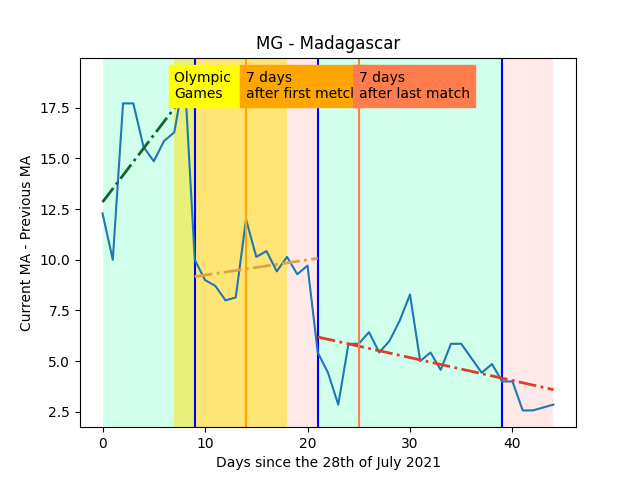 MG - Madagascar
Olympic
Games
7 days
after first metch
7 days
after last match
Current MA - Previous MA
17.5
15.0
12.5
10.0
7.5
5.0
2.5
0
10
20
30
40
Days since the 28th of July 2021